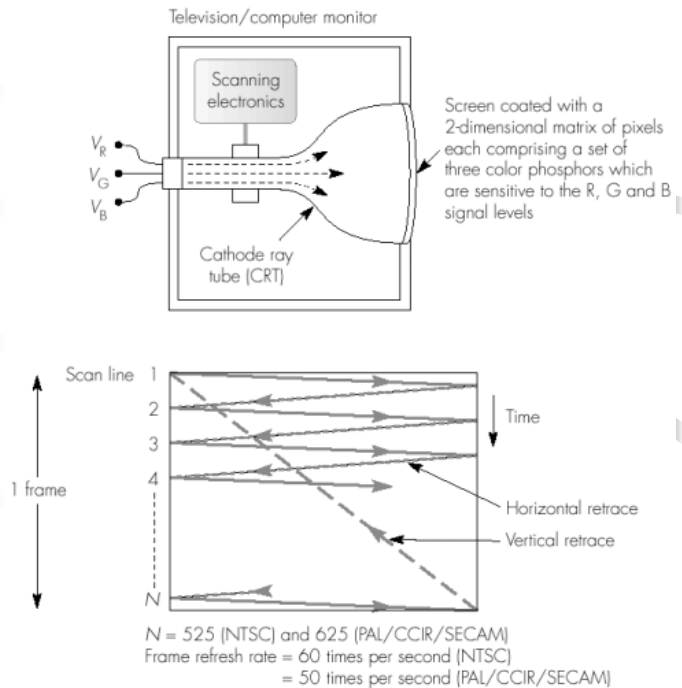 Television/computer monitor
Scanning
electronics
V_R
V_G
V_B
Screen coated with a
2-dimensional matrix of pixels
each comprising a set of
three color phosphors which
are sensitive to the R, G and B
signal levels
Cathode ray
tube (CRT)
Scan line 1
2
3
4
N
Time
1 frame
Horizontal retrace
Vertical retrace
N = 525 (NTSC) and 625 (PAL/CCIR/SECAM)
Frame refresh rate = 60 times per second (NTSC)
= 50 times per second (PAL/CCIR/SECAM)